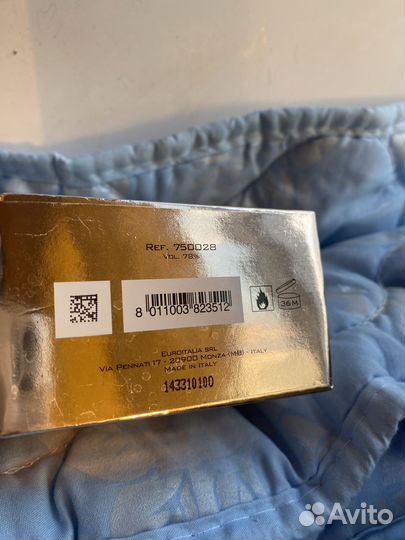 REF. 750028
VOL. 78%
8 011003 823512
36M
EUROITALIA SRL
VIA PENNATI 17 - 20900 MONZA (MB) - ITALY
MADE IN ITALY
143310100
Avito